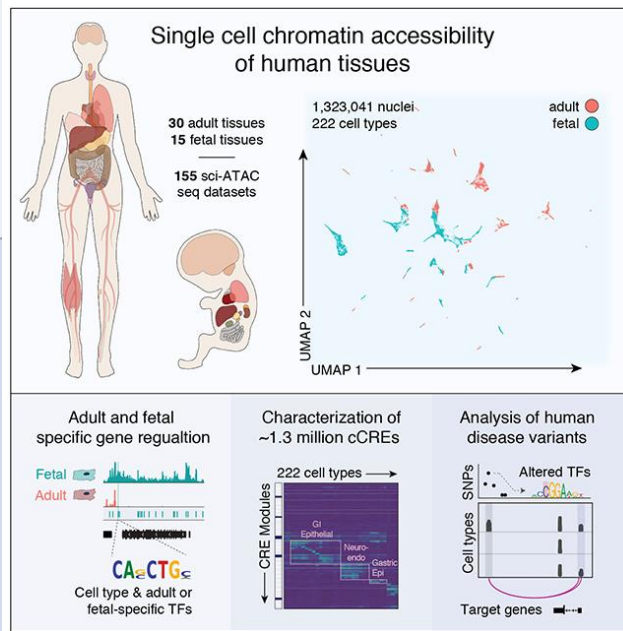 Single cell chromatin accessibility
of human tissues
30 adult tissues
15 fetal tissues
155 sci-ATAC
seq datasets
1,323,041 nuclei
222 cell types
adult
fetal
UMAP 2
UMAP 1
Adult and fetal
specific gene regualtion
Fetal
Adult
CA CTG
Cell type & adult or
fetal-specific TFs
Characterization of
~1.3 million cCREs
222 cell types
CRE Modules
GI
Epithelial
Neuro-
endo
Gastric
Epi
Analysis of human
disease variants
SNPs
Altered TFs
CGGA
Cell types
Target genes